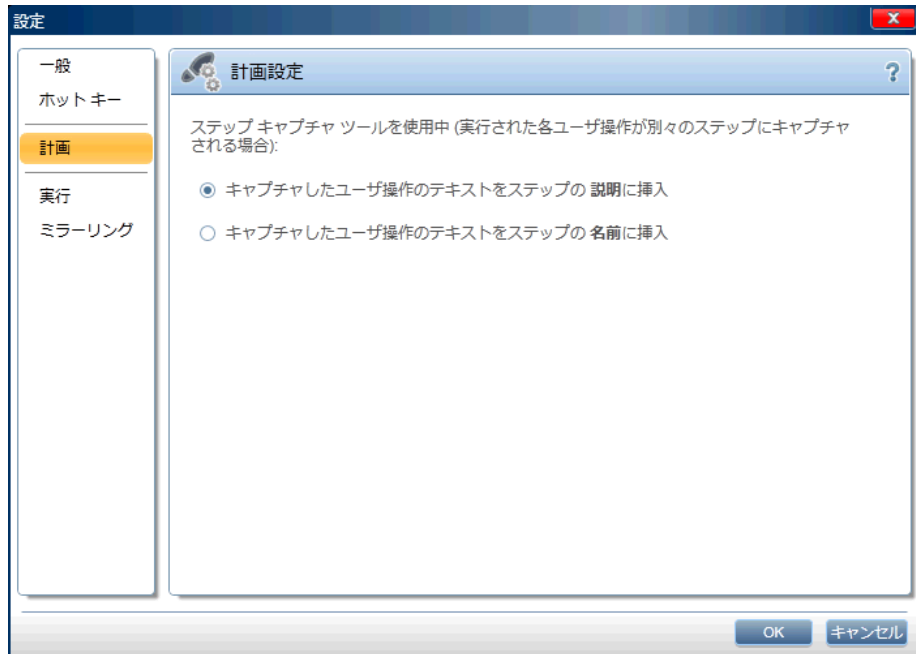 設定
一般
ホット キー
計画
実行
ミラーリング
計画設定
?
ステップ キャプチャ ツールを使用中 (実行された各ユーザ操作が別々のステップにキャプチャ
される場合):
キャプチャしたユーザ操作のテキストをステップの 説明に挿入
キャプチャしたユーザ操作のテキストをステップの 名前に挿入
OK
キャンセル